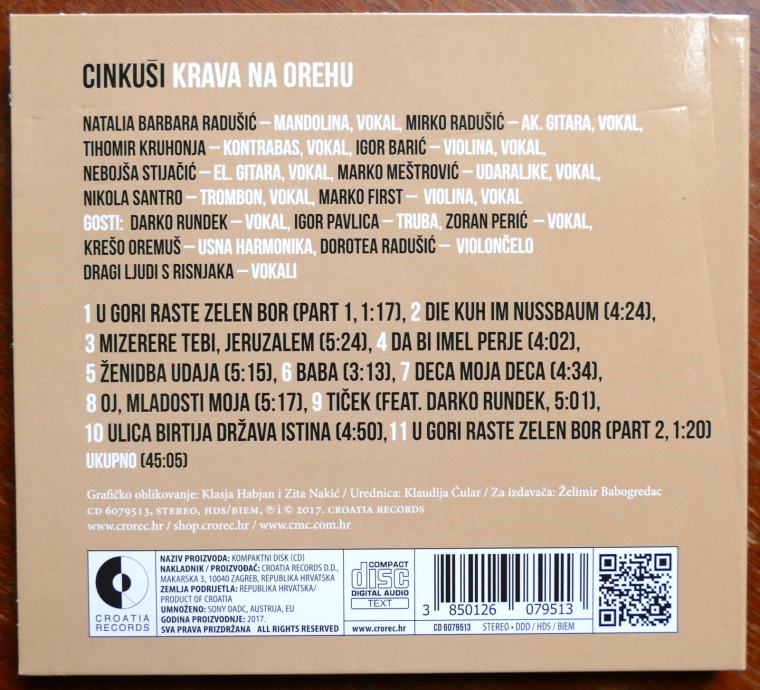 CINKUŠI KRAVA NA OREHU
NATALIA BARBARA RADUŠIĆ – MANDOLINA, VOKAL, MIRKO RADUŠIĆ – AK. GITARA, VOKAL,
TIHOMIR KRUHONJA – KONTRABAS, VOKAL, IGOR BARIĆ – VIOLINA, VOKAL,
NEBOJŠA STIJAČIĆ – EL. GITARA, VOKAL, MARKO MEŠTROVIĆ – UDARALJKE, VOKAL,
NIKOLA SANTRO – TROMBON, VOKAL, MARKO FIRST – VIOLINA, VOKAL
GOSTI: DARKO RUNDEK – VOKAL, IGOR PAVLICA – TRUBA, ZORAN PERIĆ – VOKAL,
KREŠO OREMUŠ – USNA HARMONIKA, DOROTEA RADUŠIĆ – VIOLONČELO
DRAGI LJUDI S RISNJAKA – VOKALI
1 U GORI RASTE ZELEN BOR (PART 1, 1:17), 2 DIE KUH IM NUSSBAUM (4:24),
3 MIZERERE TEBI, JERUZALEM (5:24), 4 DA BI IMEL PERJE (4:02),
5 ŽENIDBA UDAJA (5:15), 6 BABA (3:13), 7 DECA MOJA DECA (4:34),
8 OJ, MLADOSTI MOJA (5:17), 9 TIČEK (FEAT. DARKO RUNDEK, 5:01),
10 ULICA BIRTIJA DRŽAVA ISTINA (4:50), 11 U GORI RASTE ZELEN BOR (PART 2, 1:20)
UKUPNO (45:05)
Grafičko oblikovanje: Klasja Habjan i Zita Nakić / Urednica: Klaudija Čular / Za izdavača: Želimir Babogredac
CD 6079513, STEREO, HDS/BIEM, ℗ i © 2017. CROATIA RECORDS
www.crorec.hr / shop.crorec.hr / www.cmc.com.hr
CROATIA
RECORDS
NAZIV PROIZVODA: KOMPAKTNI DISK (CD)
NAKLADNIK / PROIZVOĐAČ: CROATIA RECORDS D.D.,
MAKARSKA 3, 10040 ZAGREB, REPUBLIKA HRVATSKA
ZEMLJA PODRIJETLA: REPUBLIKA HRVATSKA/
PRODUCT OF CROATIA
UMNOŽENO: SONY DADC, AUSTRIJA, EU
GODINA PROIZVODNJE: 2017.
SVA PRAVA PRIZDRŽANA ALL RIGHTS RESERVED
COMPACT
disc
DIGITAL AUDIO
TEXT
www.crorec.hr
3 850126 079513
CD 6079513 STEREO • DDD / HDS / BIEM